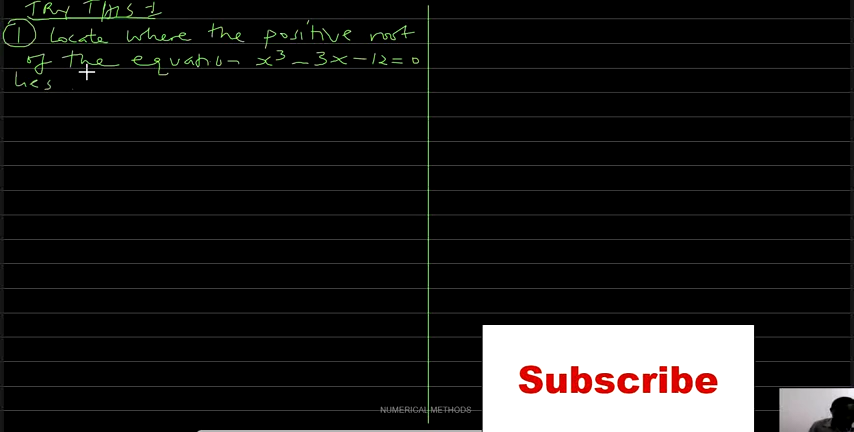 TRY THIS 1
① Locate where the positive root
of the equation x³ - 3x - 12 = 0
lies
Subscribe
NUMERICAL METHODS